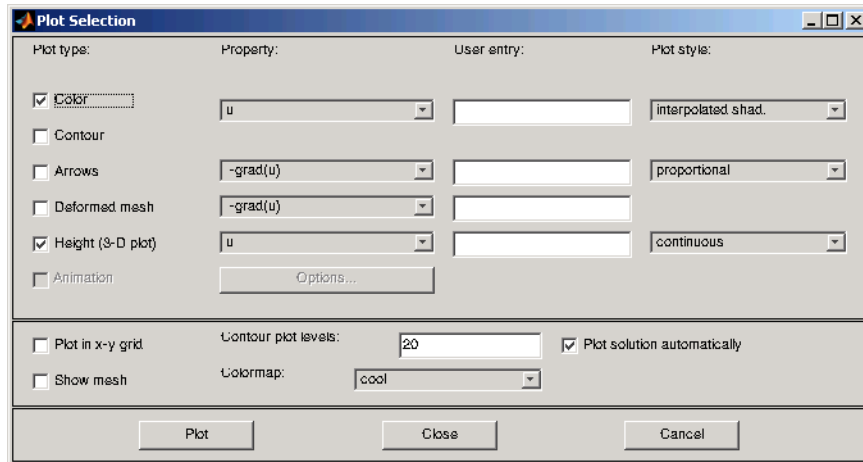 Plot Selection
Plot type: Property: User entry: Plot style:
Color u interpolated shad.
Contour
Arrows -grad(u) proportional
Deformed mesh -grad(u)
Height (3-D plot) u continuous
Animation Options...
Plot in x-y grid Contour plot levels: 20 Plot solution automatically
Show mesh Colormap: cool
Plot Close Cancel